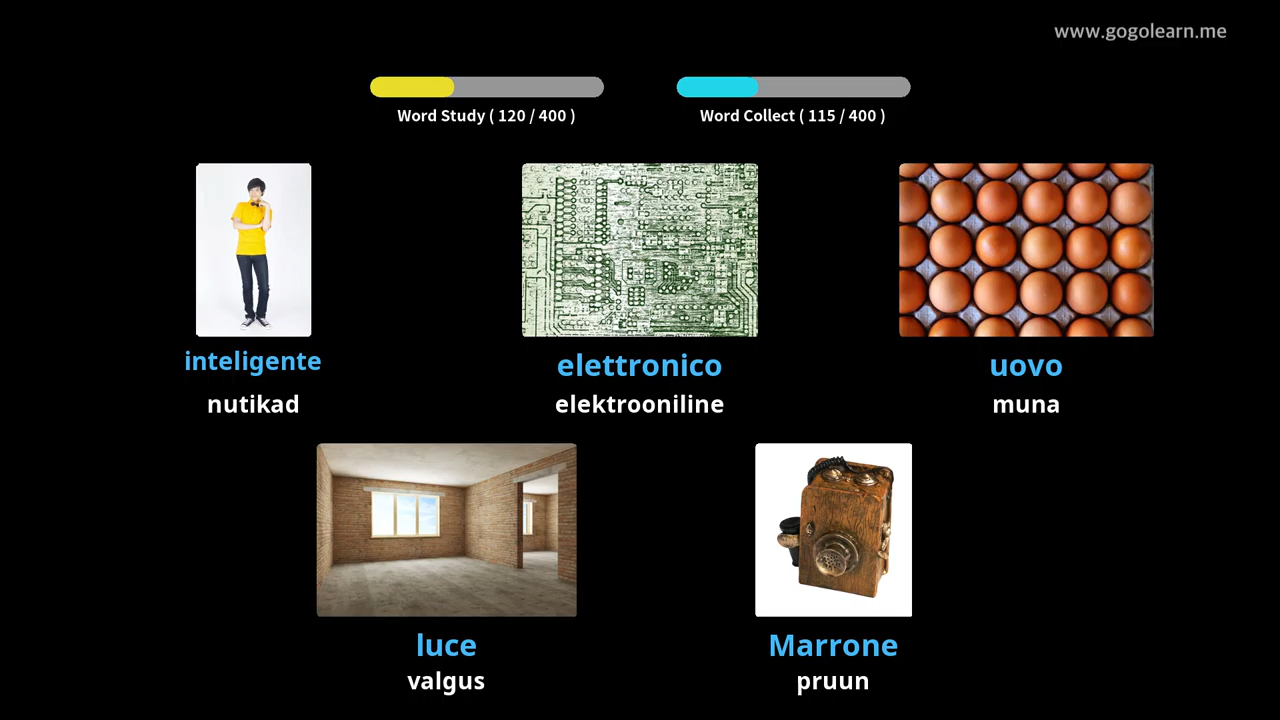 www.gogolearn.me
Word Study ( 120 / 400 )
Word Collect ( 115 / 400 )
inteligente
nutikad
elettronico
elektrooniline
uovo
muna
luce
valgus
Marrone
pruun